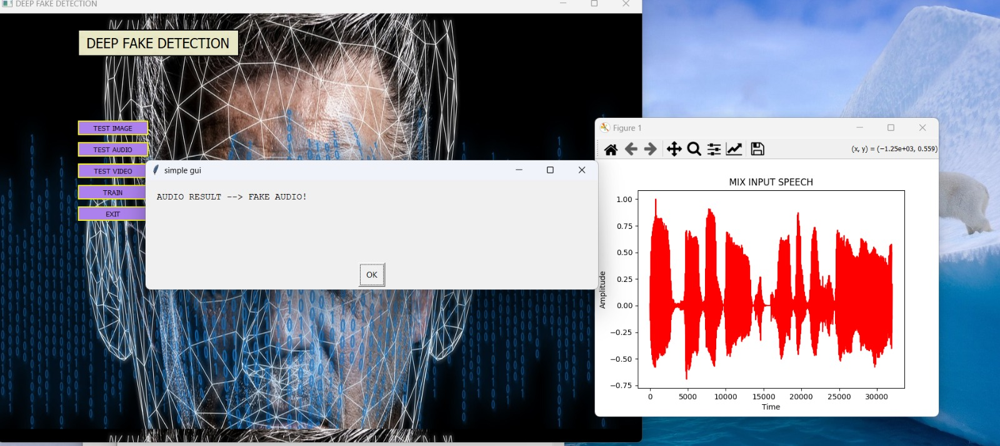 DEEP FAKE DETECTION
DEEP FAKE DETECTION
TEST IMAGE
TEST AUDIO
TEST VIDEO
TRAIN
EXIT
simple gui
AUDIO RESULT --> FAKE AUDIO!
OK
Figure 1
(x, y) = (−1.25e+03, 0.559)
MIX INPUT SPEECH
1.00
0.75
0.50
0.25
0.00
−0.25
−0.50
−0.75
Amplitude
0 5000 10000 15000 20000 25000 30000
Time